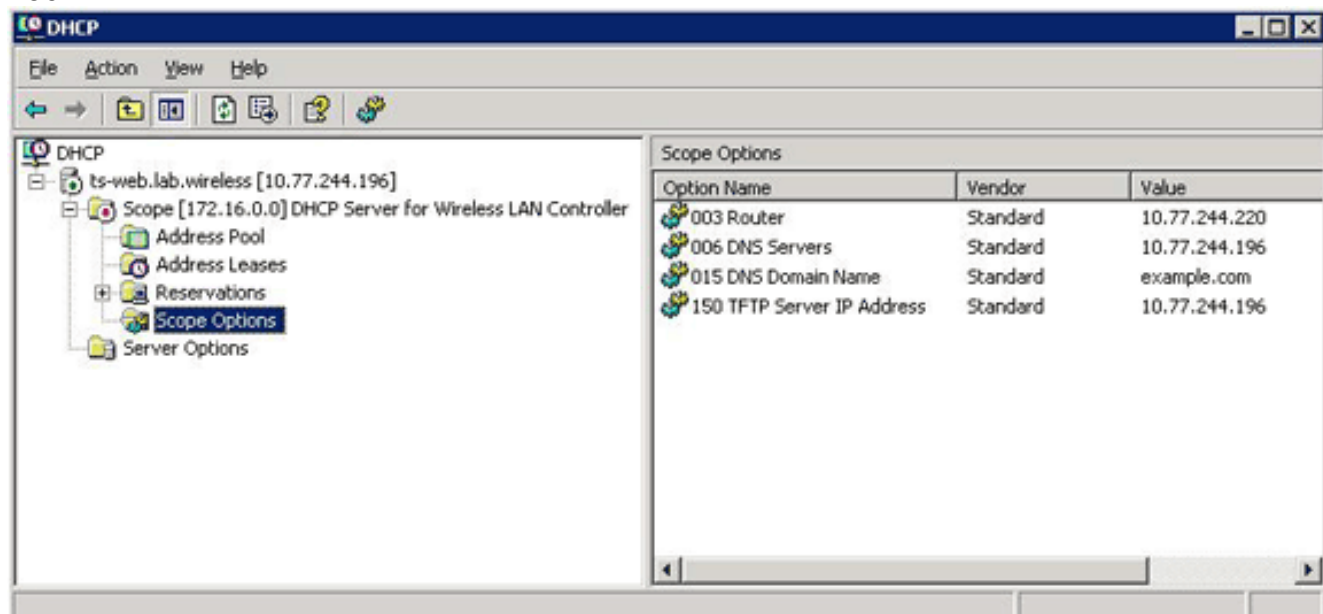 DHCP
File Action View Help
DHCP
ts-web.lab.wireless [10.77.244.196]
Scope [172.16.0.0] DHCP Server for Wireless LAN Controller
Address Pool
Address Leases
Reservations
Scope Options
Server Options
Scope Options
Option Name Vendor Value
003 Router Standard 10.77.244.220
006 DNS Servers Standard 10.77.244.196
015 DNS Domain Name Standard example.com
150 TFTP Server IP Address Standard 10.77.244.196